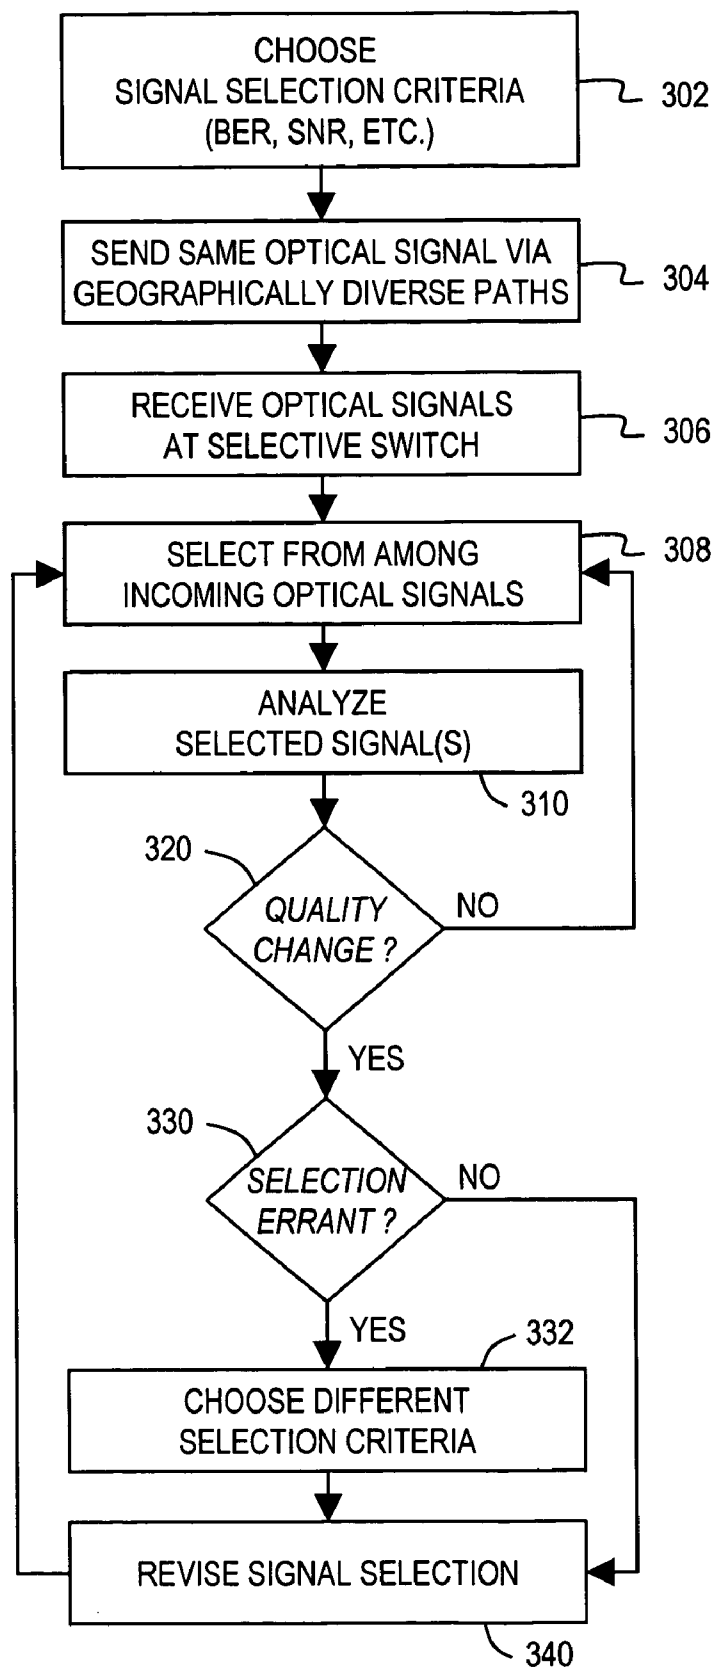 CHOOSE
SIGNAL SELECTION CRITERIA
(BER, SNR, ETC.)
302
SEND SAME OPTICAL SIGNAL VIA
GEOGRAPHICALLY DIVERSE PATHS
304
RECEIVE OPTICAL SIGNALS
AT SELECTIVE SWITCH
306
SELECT FROM AMONG
INCOMING OPTICAL SIGNALS
308
ANALYZE
SELECTED SIGNAL(S)
310
320
QUALITY
CHANGE ?
NO
YES
330
SELECTION
ERRANT ?
NO
YES
332
CHOOSE DIFFERENT
SELECTION CRITERIA
REVISE SIGNAL SELECTION
340